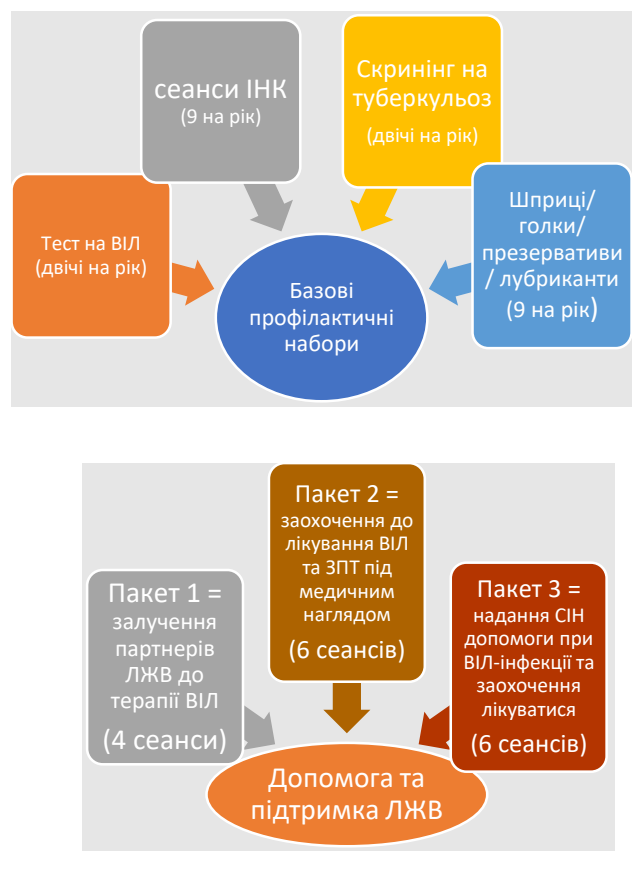 сеанси ІНК
(9 на рік)
Скринінг на
туберкульоз
(двічі на рік)
Тест на ВІЛ
(двічі на рік)
Шприці/
голки/
презервативи
/ лубриканти
(9 на рік)
Базові
профілактичні
набори
Пакет 1 =
залучення
партнерів
ЛЖВ до
терапії ВІЛ
(4 сеанси)
Пакет 2 =
заохочення до
лікування ВІЛ
та ЗПТ під
медичним
наглядом
(6 сеансів)
Пакет 3 =
надання СІН
допомоги при
ВІЛ-інфекції та
заохочення
лікуватися
(6 сеансів)
Допомога та
підтримка ЛЖВ